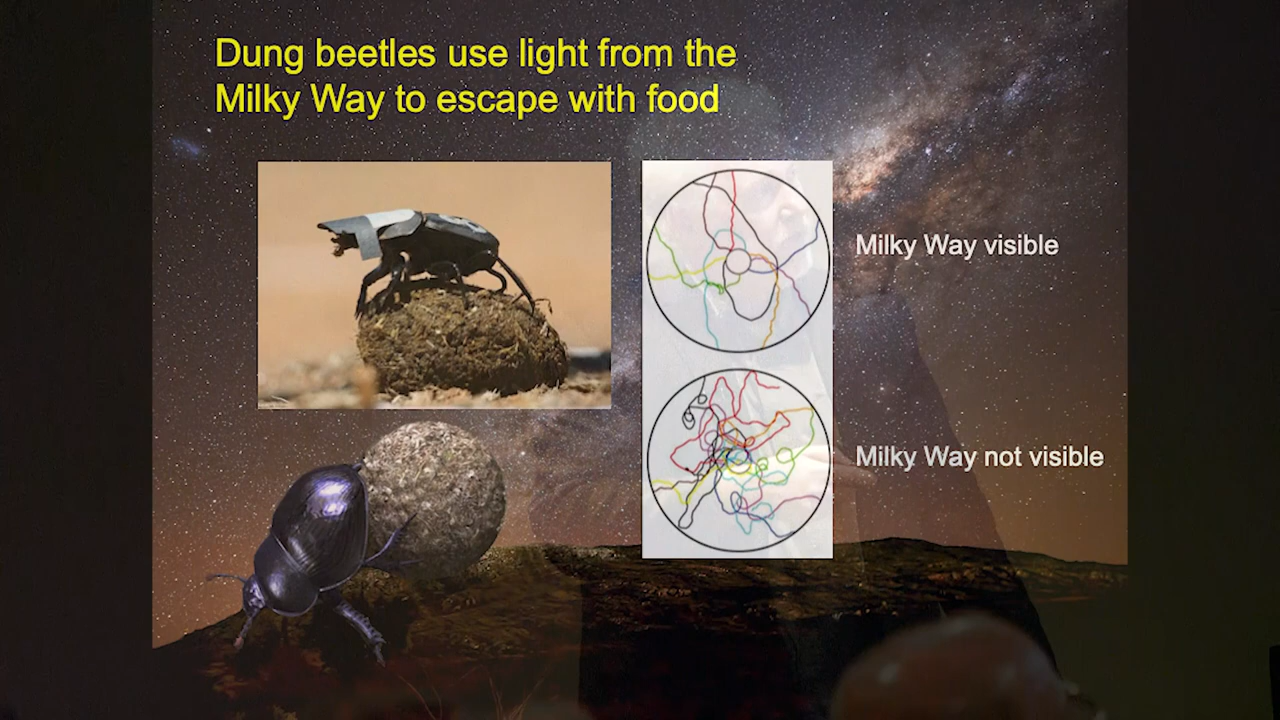 Dung beetles use light from the
Milky Way to escape with food
Milky Way visible
Milky Way not visible